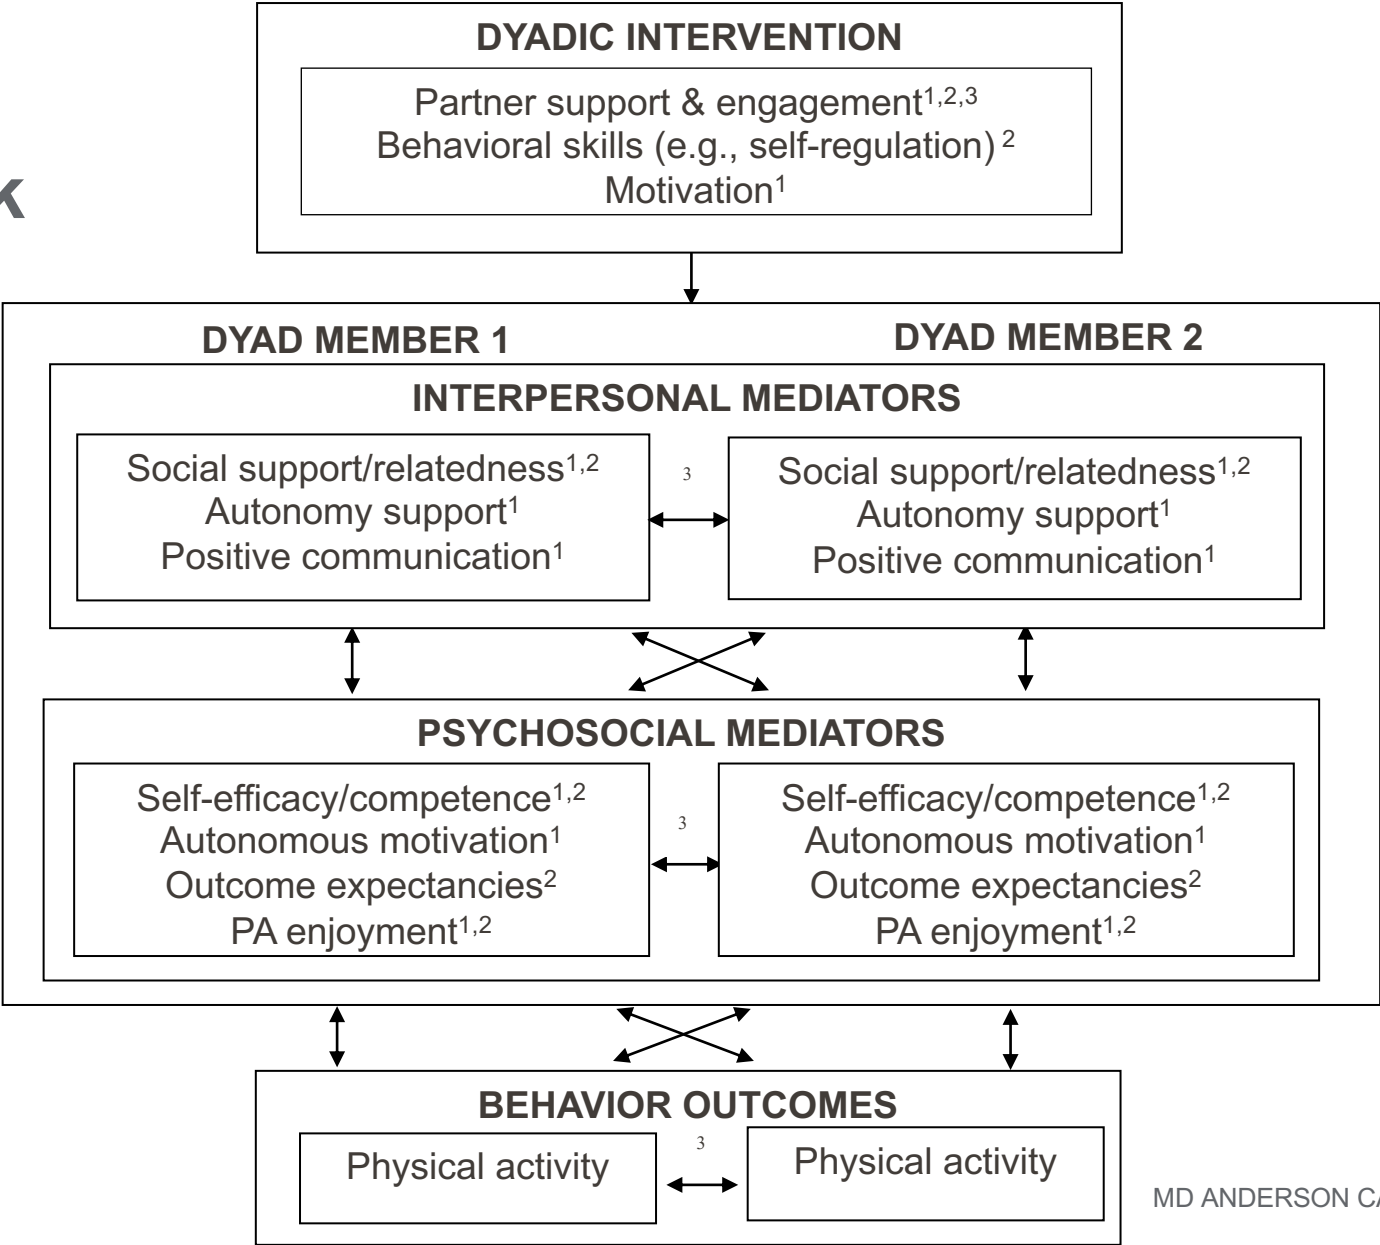 DYADIC INTERVENTION
Partner support & engagement1,2,3
Behavioral skills (e.g., self-regulation) 2
Motivation1
k
DYAD MEMBER 1
DYAD MEMBER 2
INTERPERSONAL MEDIATORS
Social support/relatedness1,2
Autonomy support1
Positive communication1
3
Social support/relatedness1,2
Autonomy support1
Positive communication1
PSYCHOSOCIAL MEDIATORS
Self-efficacy/competence1,2
Autonomous motivation1
Outcome expectancies2
PA enjoyment1,2
3
Self-efficacy/competence1,2
Autonomous motivation1
Outcome expectancies2
PA enjoyment1,2
BEHAVIOR OUTCOMES
Physical activity
3
Physical activity
MD ANDERSON CA